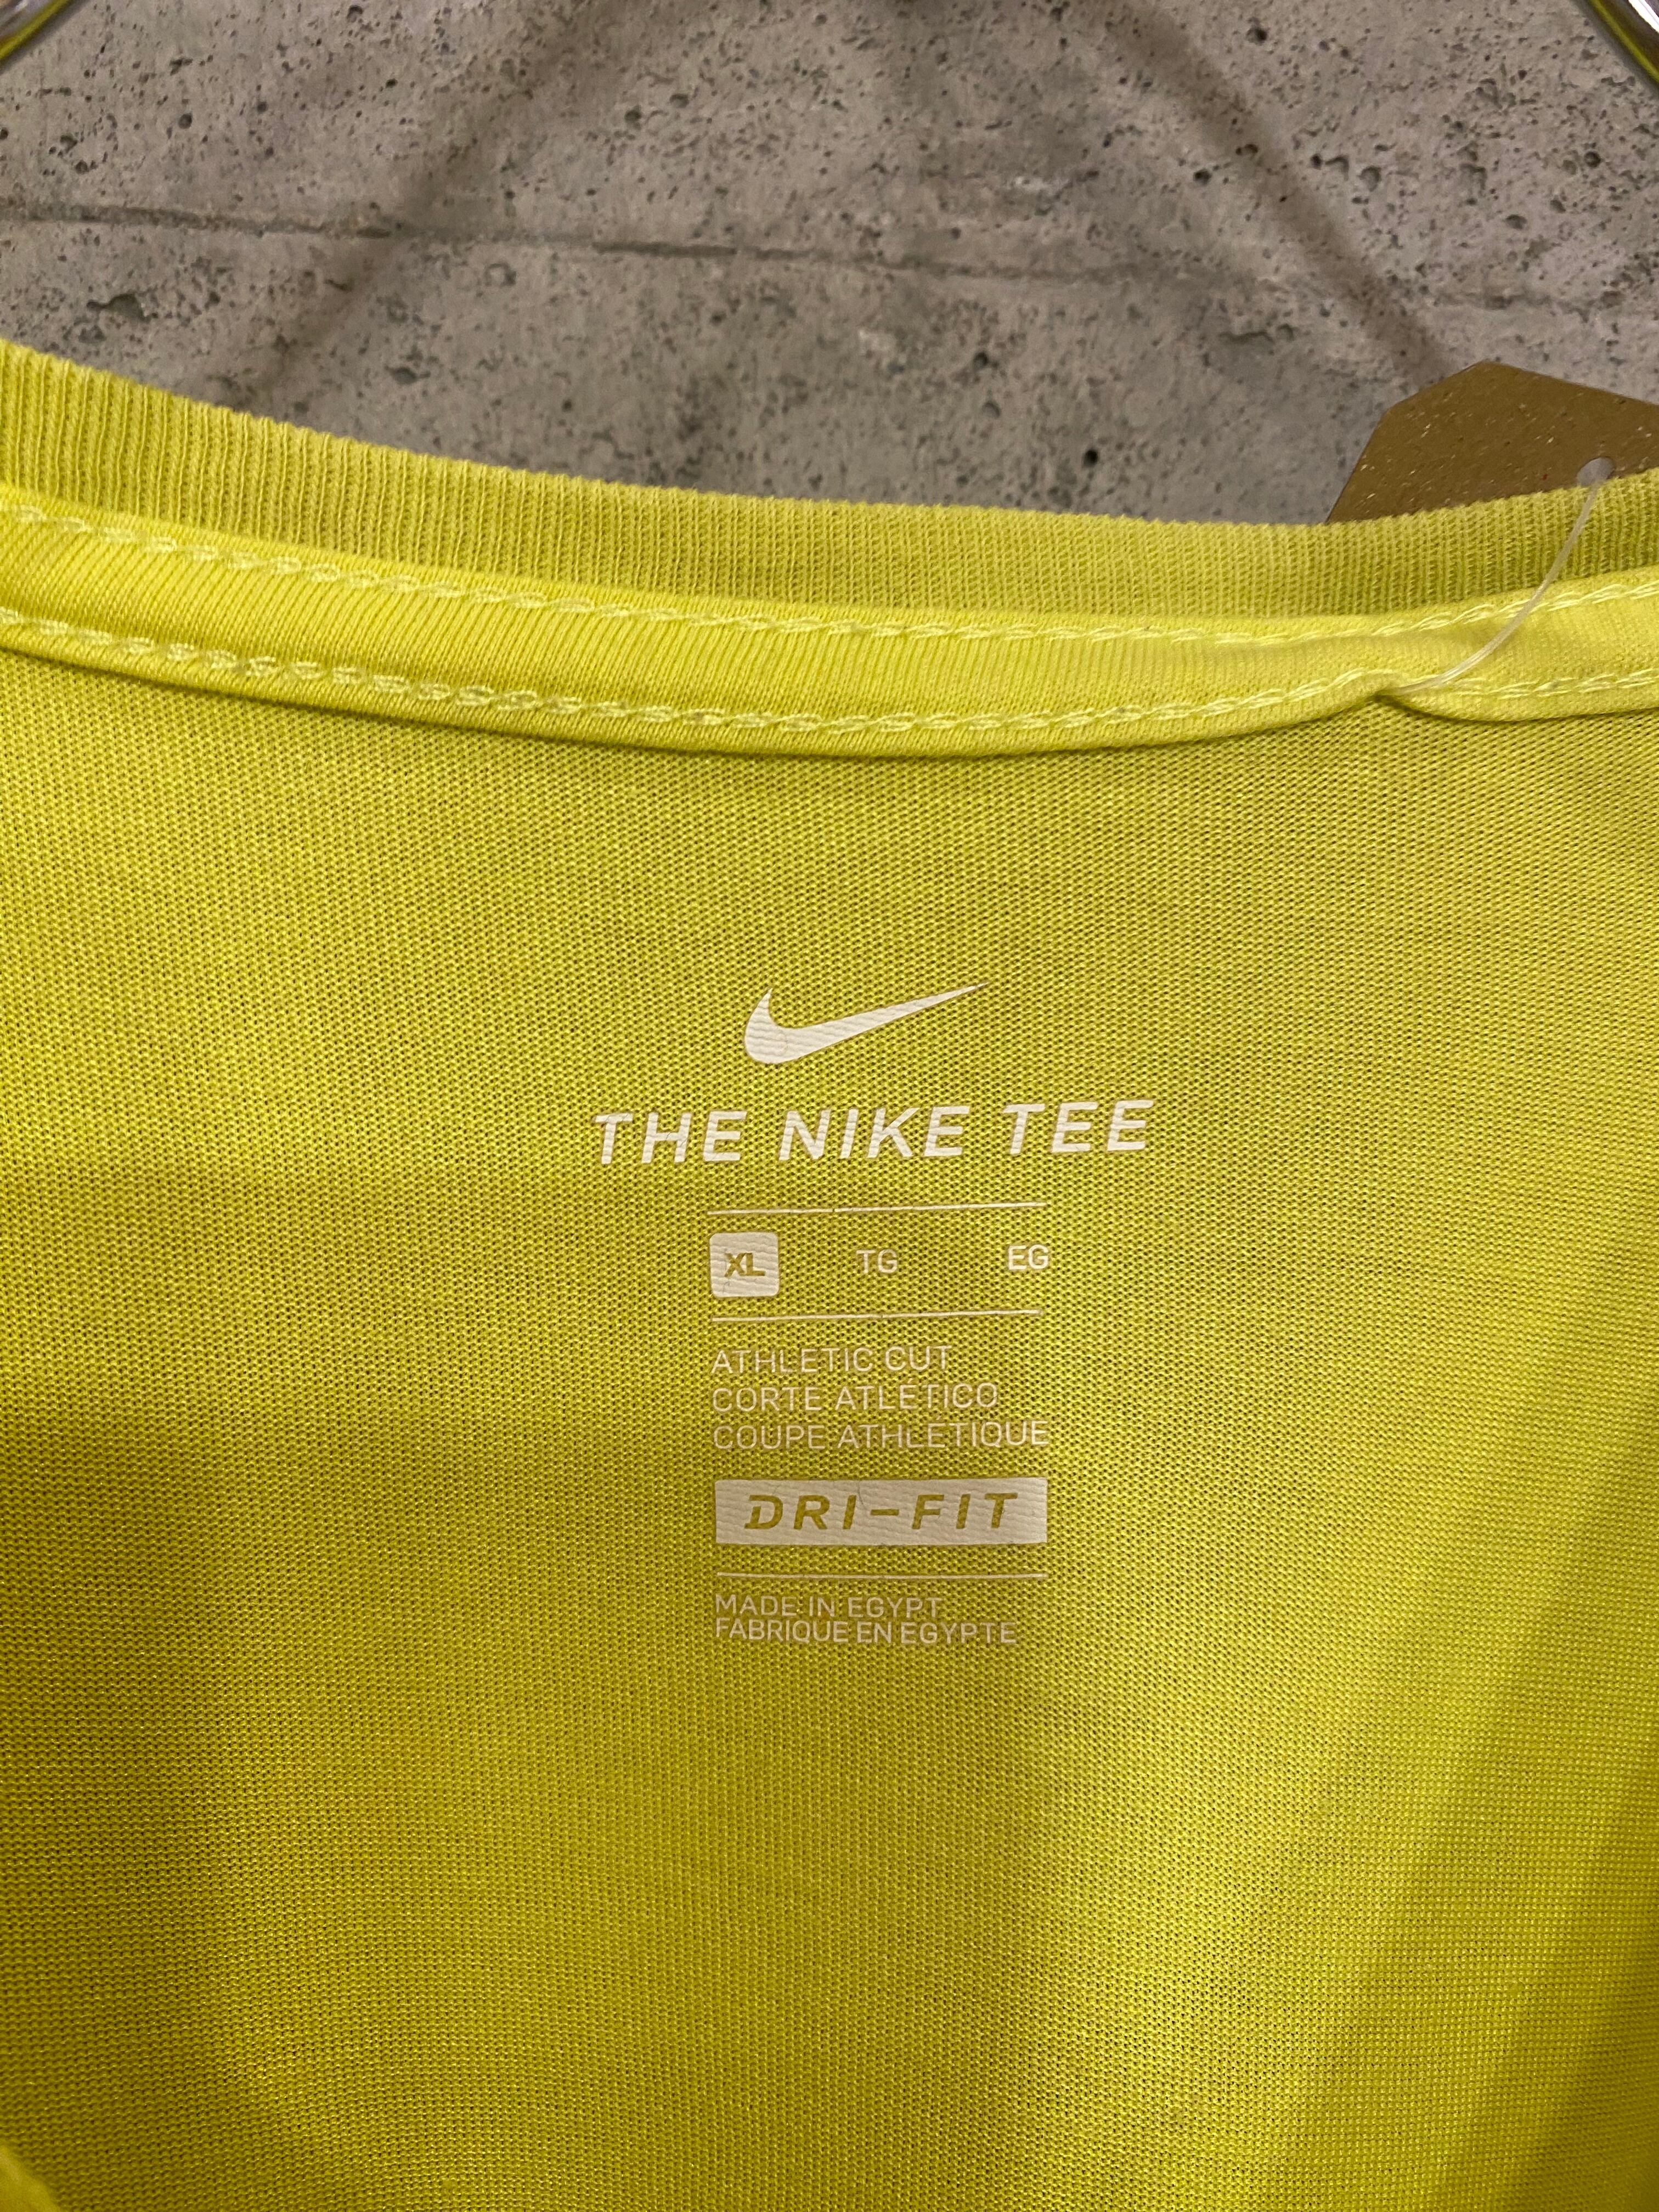 THE NIKE TEE
XL TG EG
ATHLETIC CUT
CORTE ATLÉTICO
COUPE ATHLETIQUE
DRI-FIT
MADE IN EGYPT
FABRIQUE EN EGYPTE